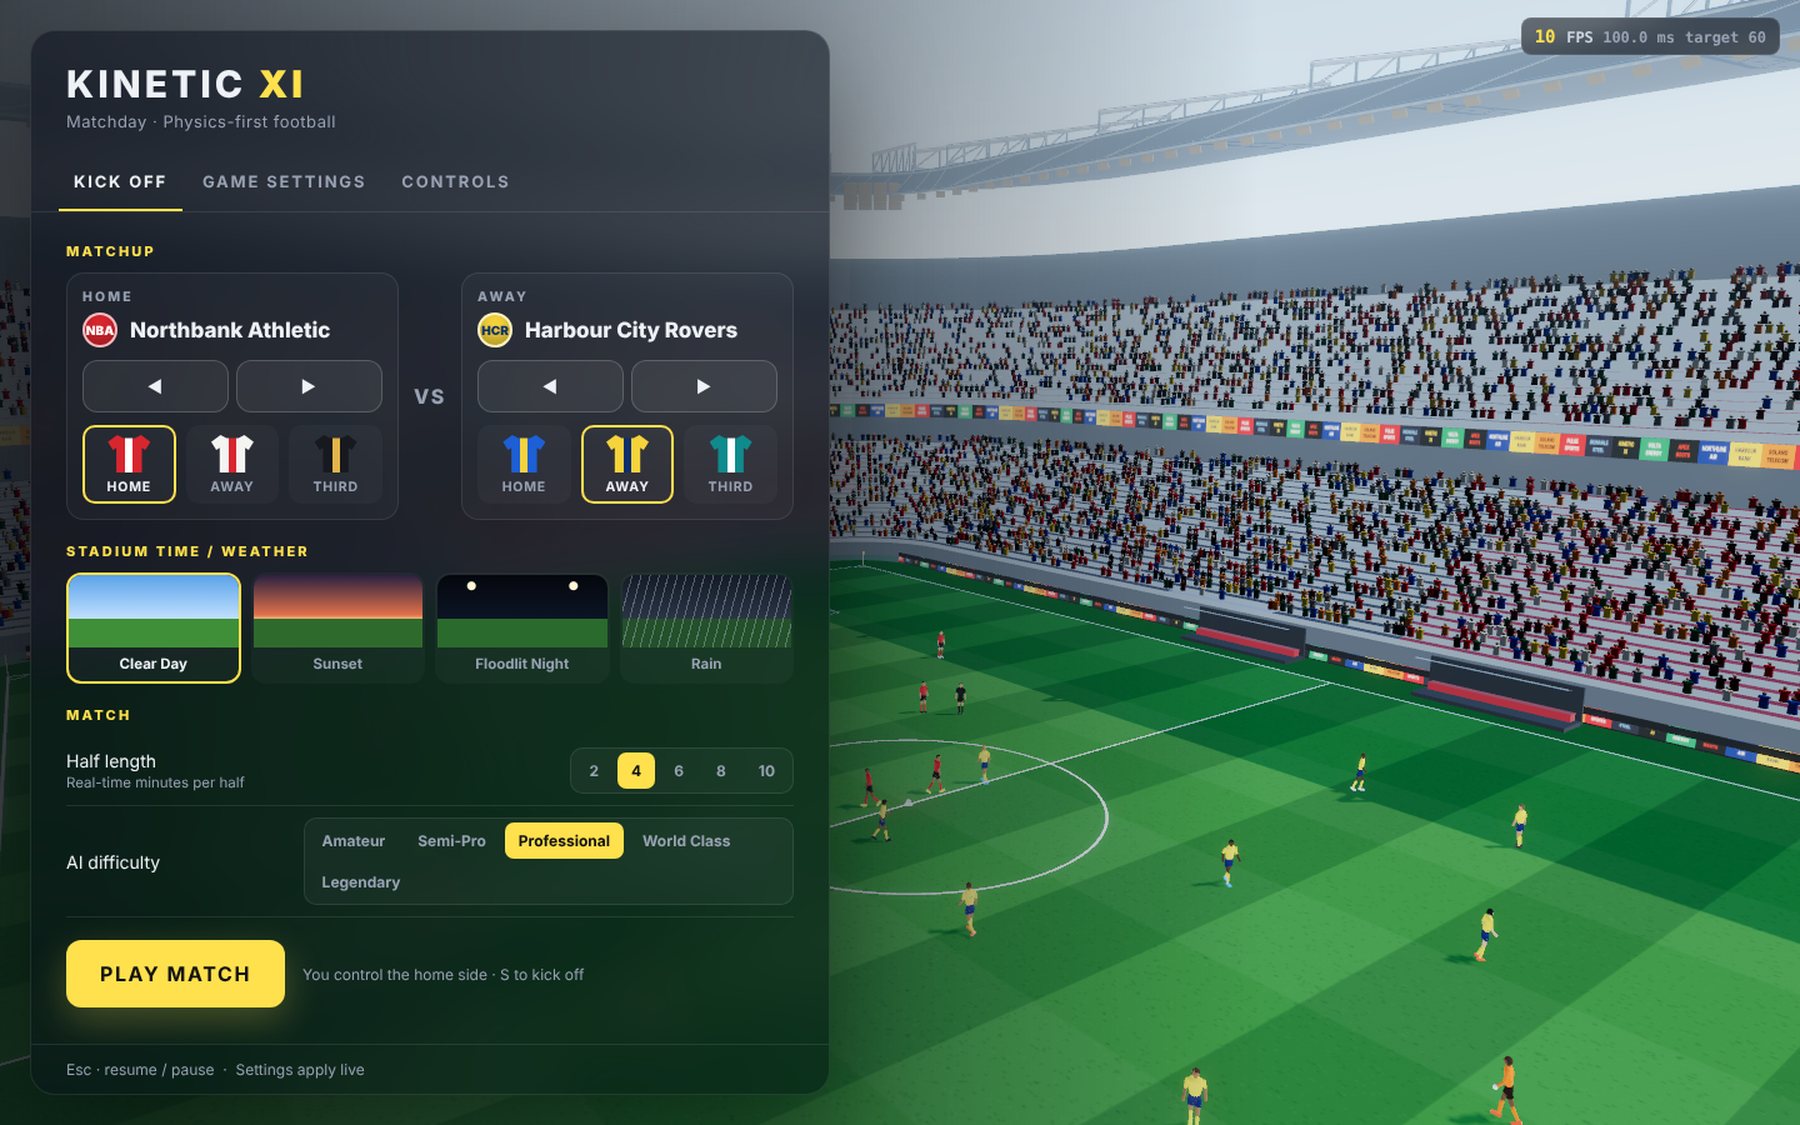 KINETIC XI
Matchday · Physics-first football
10 FPS 100.0 ms target 60
KICK OFF
GAME SETTINGS
CONTROLS
MATCHUP
HOME
NBA Northbank Athletic
◀ ▶
HOME
AWAY
THIRD
VS
AWAY
HCR Harbour City Rovers
◀ ▶
HOME
AWAY
THIRD
STADIUM TIME / WEATHER
Clear Day
Sunset
Floodlit Night
Rain
MATCH
Half length
Real-time minutes per half
2 4 6 8 10
AI difficulty
Amateur Semi-Pro Professional World Class
Legendary
PLAY MATCH
You control the home side · S to kick off
Esc · resume / pause · Settings apply live